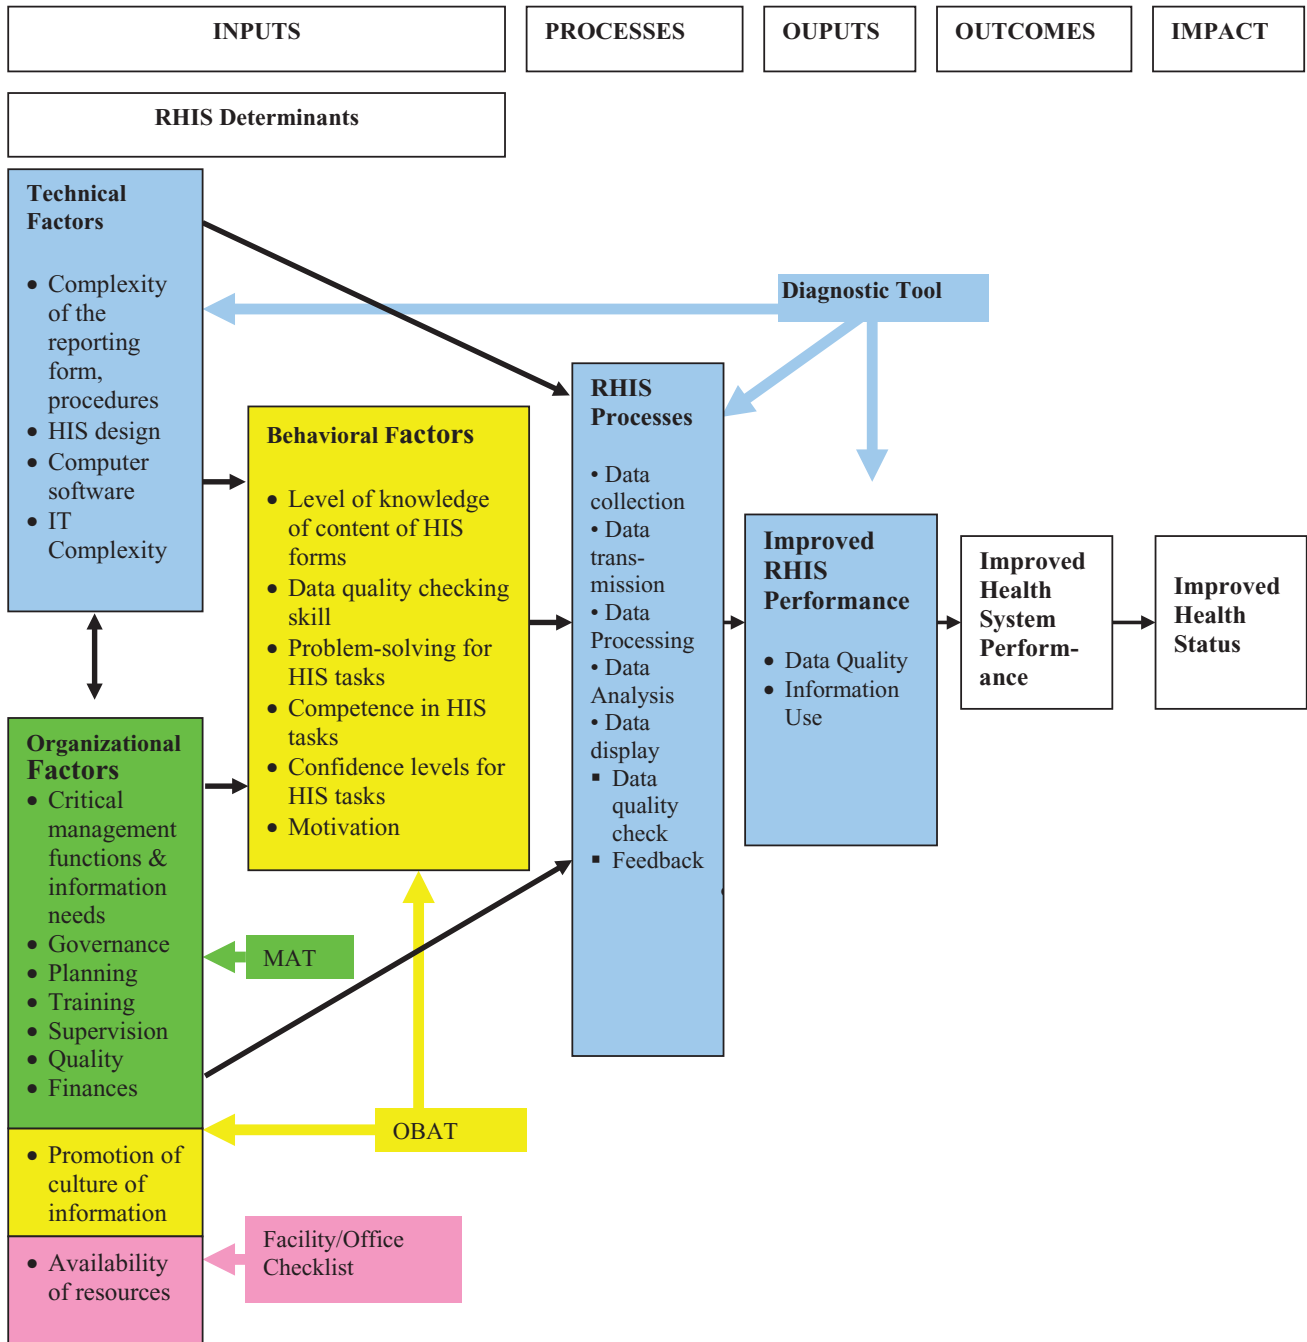 INPUTS
PROCESSES
OUPUTS
OUTCOMES
IMPACT
RHIS Determinants
Technical
Factors
• Complexity
of the
reporting
form,
procedures
• HIS design
• Computer
software
• IT
Complexity
Diagnostic Tool
Behavioral Factors
• Level of knowledge
of content of HIS
forms
• Data quality checking
skill
• Problem-solving for
HIS tasks
• Competence in HIS
tasks
• Confidence levels for
HIS tasks
• Motivation
RHIS
Processes
• Data
collection
• Data
trans-
mission
• Data
Processing
• Data
Analysis
• Data
display
▪ Data
quality
check
▪ Feedback
Improved
RHIS
Performance
• Data Quality
• Information
Use
Improved
Health
System
Perform-
ance
Improved
Health
Status
Organizational
Factors
• Critical
management
functions &
information
needs
• Governance
• Planning
• Training
• Supervision
• Quality
• Finances
MAT
OBAT
• Promotion of
culture of
information
Facility/Office
Checklist
• Availability
of resources